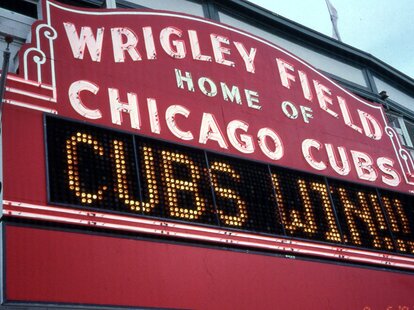 WRIGLEY FIELD
HOME OF
CHICAGO CUBS
CUBS WIN!!